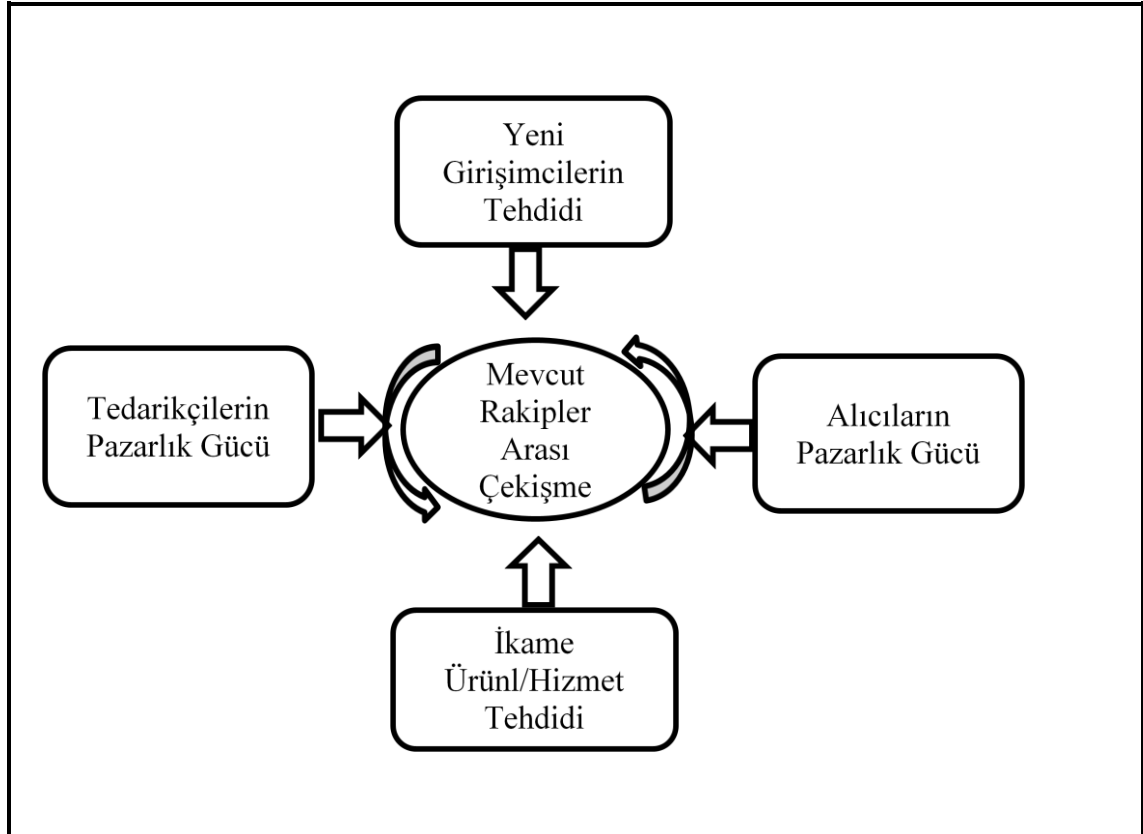 Yeni
Girişimcilerin
Tehdidi
Tedarikçilerin
Pazarlık Gücü
Mevcut
Rakipler
Arası
Çekişme
Alıcıların
Pazarlık Gücü
İkame
Ürünl/Hizmet
Tehdidi